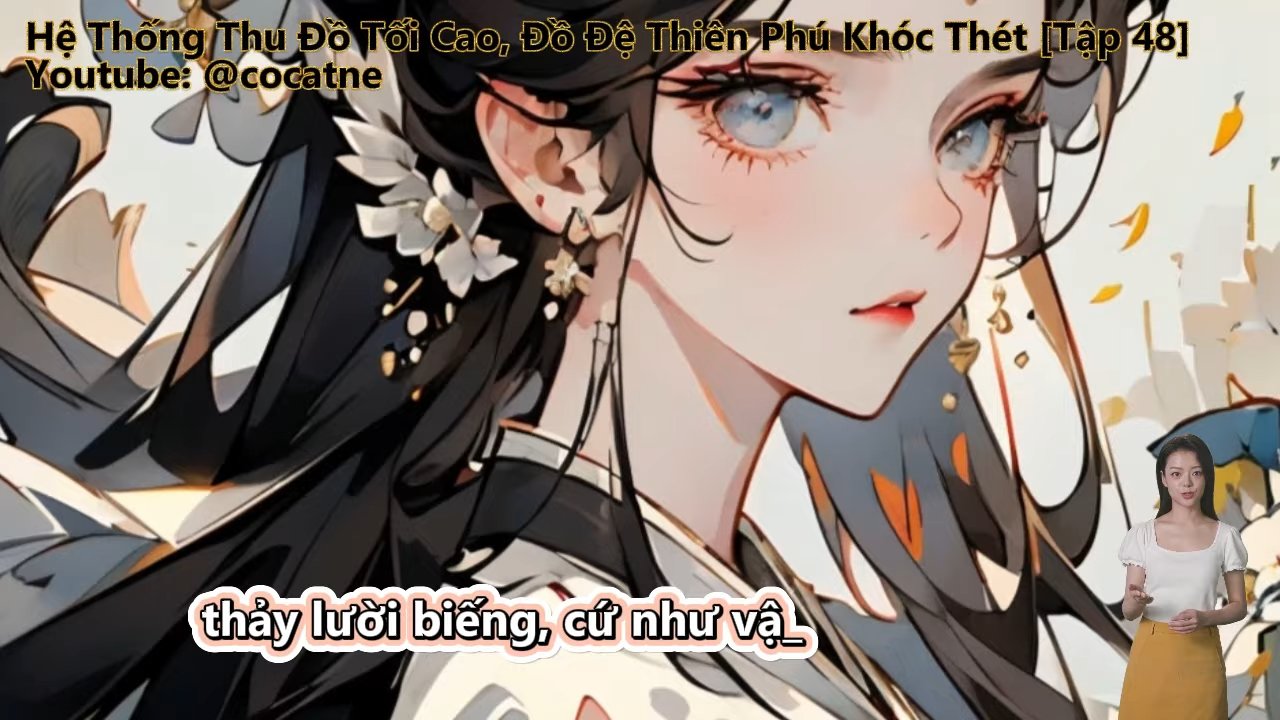 Hệ Thống Thu Đồ Tối Cao, Đồ Đệ Thiên Phú Khóc Thét [Tập 48]
Youtube: @cocatne
thảy lười biếng, cứ như vậ_